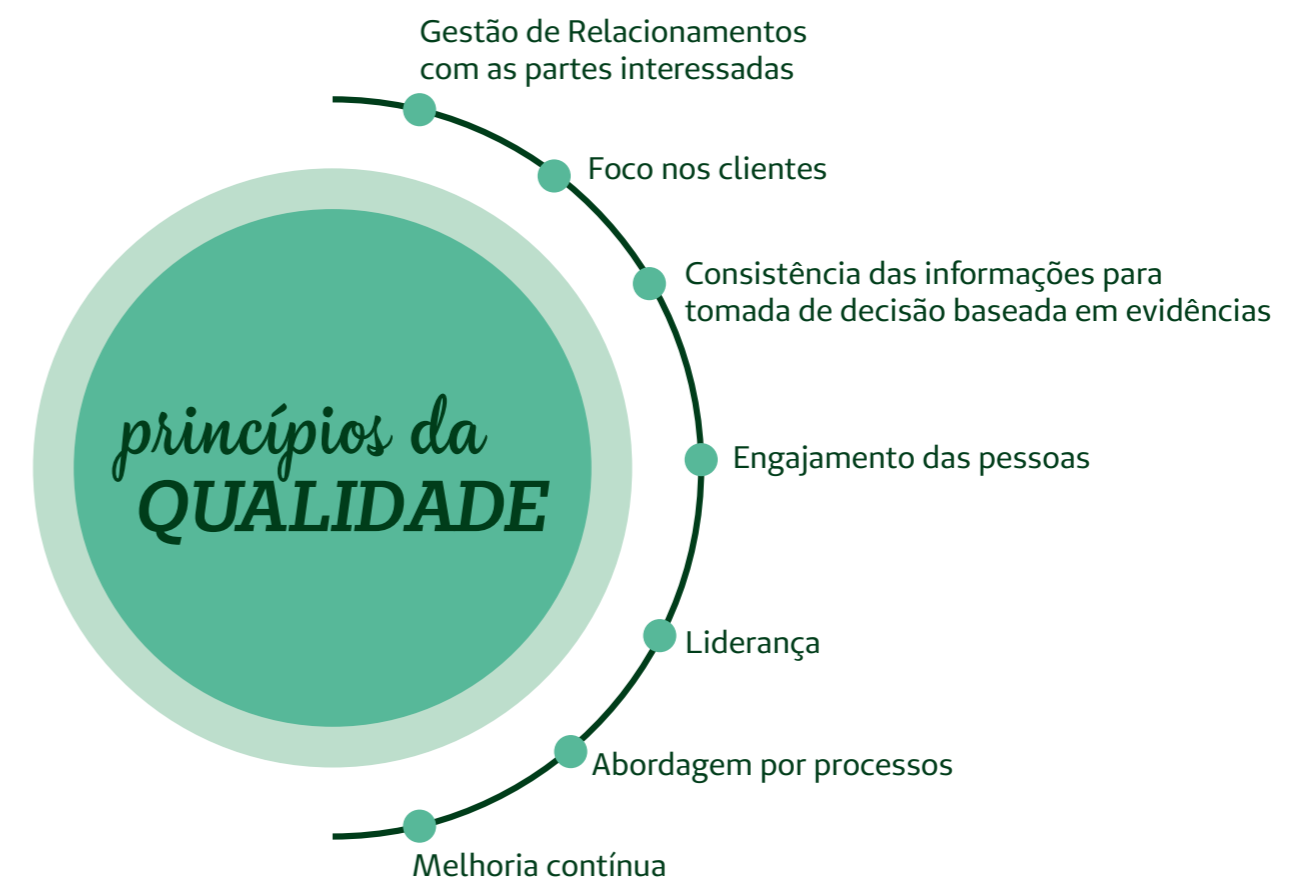 Gestão de Relacionamentos
com as partes interessadas
Foco nos clientes
Consistência das informações para
tomada de decisão baseada em evidências
princípios da
QUALIDADE
Engajamento das pessoas
Liderança
Abordagem por processos
Melhoria contínua